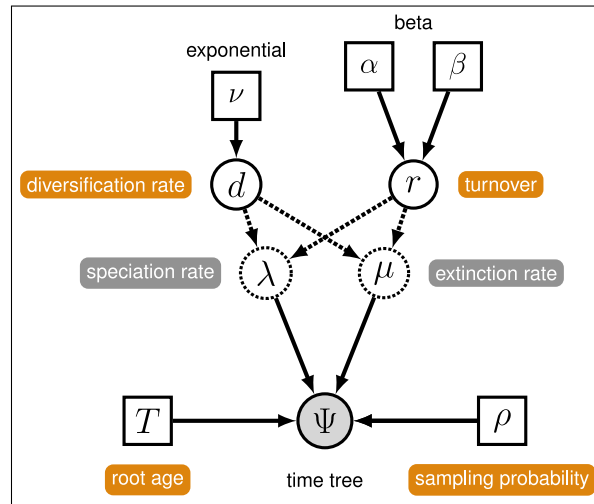 beta
exponential
α β
ν
diversification rate d r turnover
speciation rate λ μ extinction rate
T Ψ ρ
root age time tree sampling probability